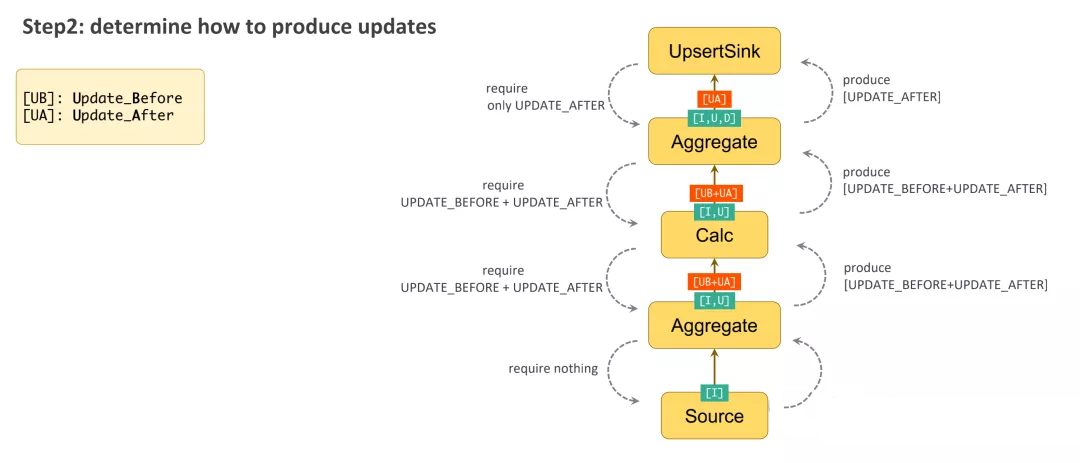 Step2: determine how to produce updates
[UB]: Update_Before
[UA]: Update_After
UpsertSink
require
only UPDATE_AFTER
produce
[UPDATE_AFTER]
[UA]
[I,U,D]
Aggregate
require
UPDATE_BEFORE + UPDATE_AFTER
produce
[UPDATE_BEFORE+UPDATE_AFTER]
[UB+UA]
[I,U]
Calc
require
UPDATE_BEFORE + UPDATE_AFTER
produce
[UPDATE_BEFORE+UPDATE_AFTER]
[UB+UA]
[I,U]
Aggregate
require nothing
[I]
Source